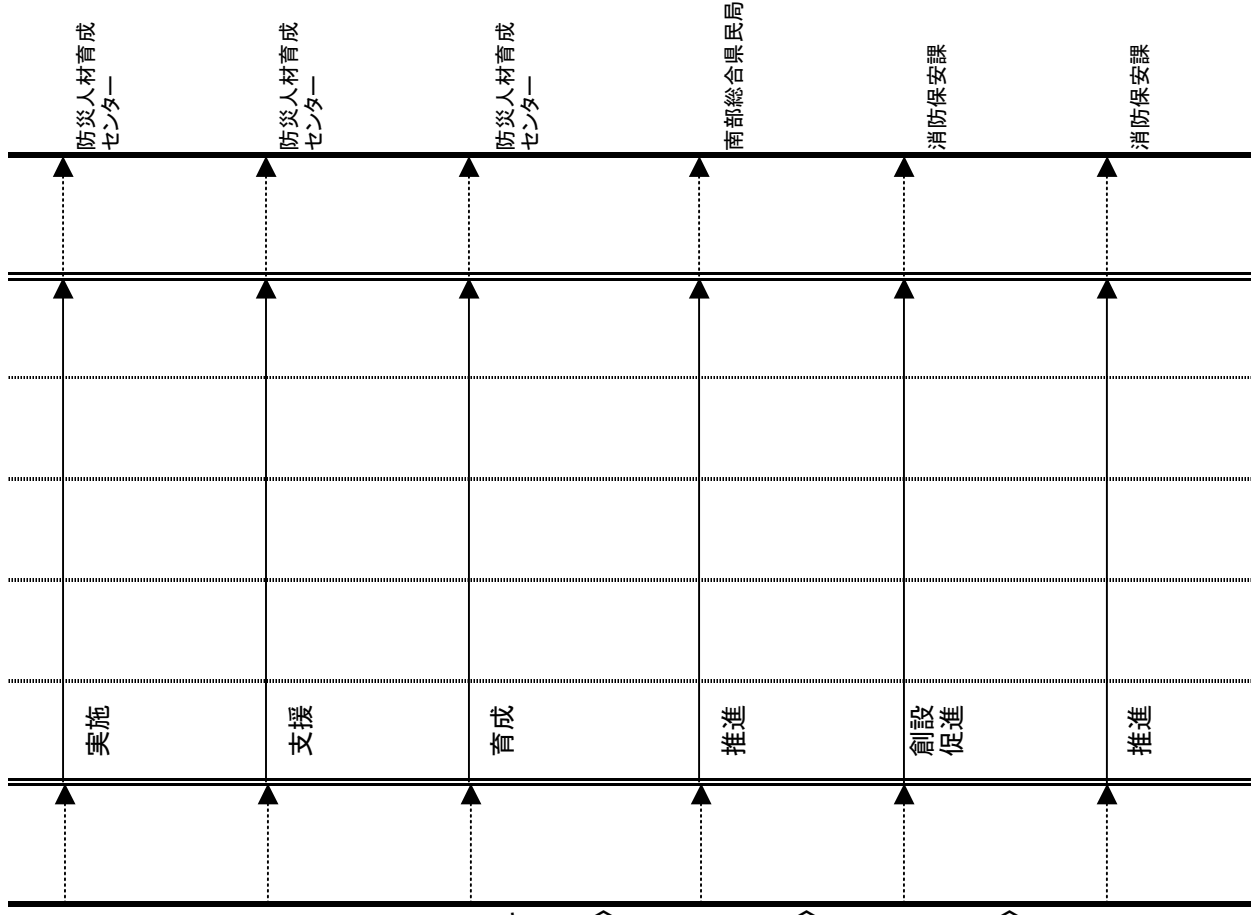 実施
防災人材育成
センター
支援
防災人材育成
センター
育成
防災人材育成
センター
推進
南部総合県民局
創設
促進
消防保安課
推進
消防保安課